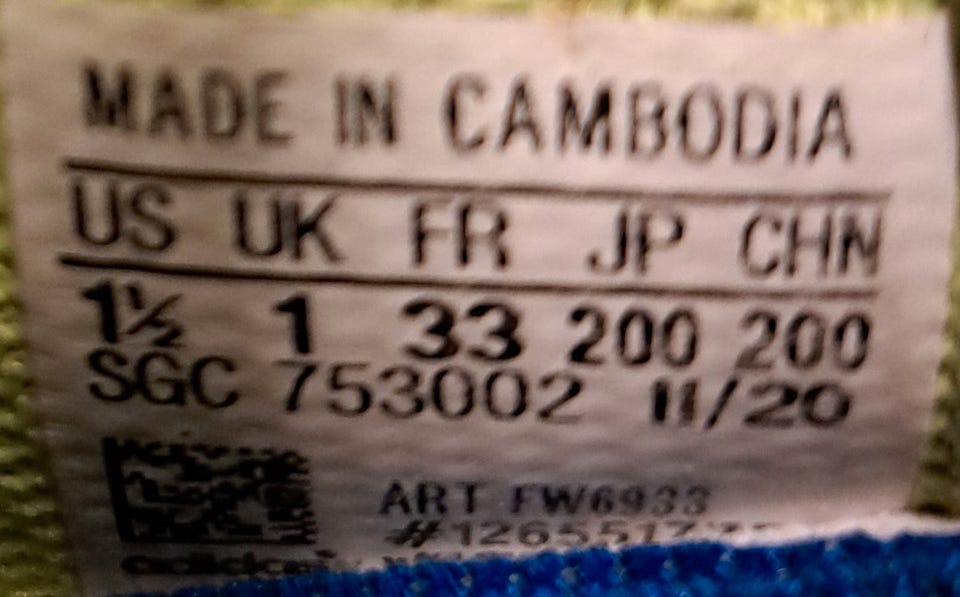 MADE IN CAMBODIA
US UK FR JP CHN
1½ 1 33 200 200
SGC 753002 11/20
ART FW6933